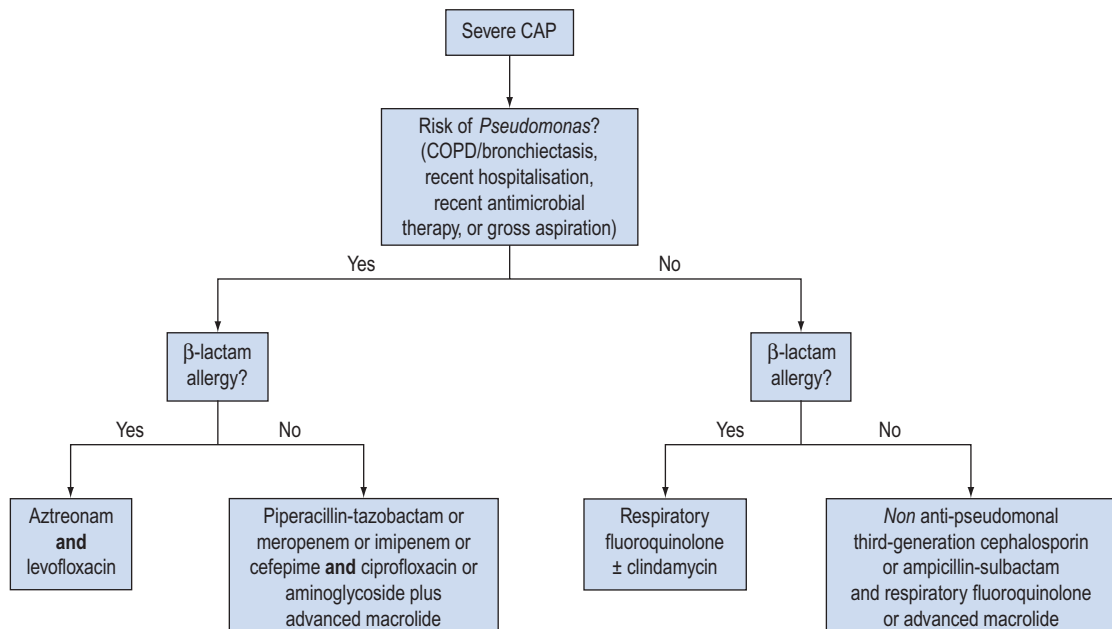 Severe CAP
Risk of Pseudomonas?
(COPD/bronchiectasis,
recent hospitalisation,
recent antimicrobial
therapy, or gross aspiration)
Yes
No
β-lactam
allergy?
β-lactam
allergy?
Yes
No
Yes
No
Aztreonam
and
levofloxacin
Piperacillin-tazobactam or
meropenem or imipenem or
cefepime and ciprofloxacin or
aminoglycoside plus
advanced macrolide
Respiratory
fluoroquinolone
± clindamycin
Non anti-pseudomonal
third-generation cephalosporin
or ampicillin-sulbactam
and respiratory fluoroquinolone
or advanced macrolide